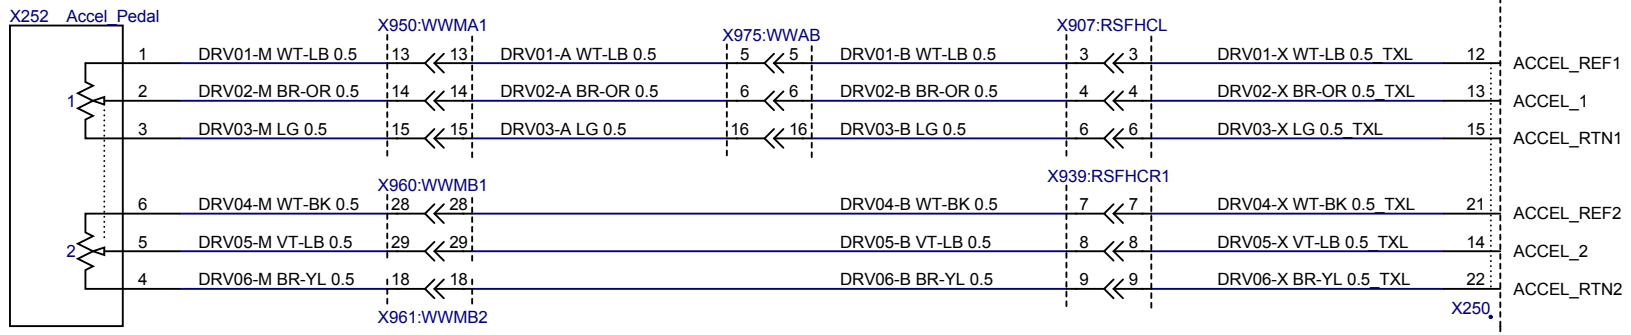 X252 Accel_Pedal
X950:WWMA1
X975:WWAB
X907:RSFHCL
1 DRV01-M WT-LB 0.5 13 13 DRV01-A WT-LB 0.5 5 5 DRV01-B WT-LB 0.5 3 3 DRV01-X WT-LB 0.5_TXL 12 ACCEL_REF1
1 2 DRV02-M BR-OR 0.5 14 14 DRV02-A BR-OR 0.5 6 6 DRV02-B BR-OR 0.5 4 4 DRV02-X BR-OR 0.5_TXL 13 ACCEL_1
3 DRV03-M LG 0.5 15 15 DRV03-A LG 0.5 16 16 DRV03-B LG 0.5 6 6 DRV03-X LG 0.5_TXL 15 ACCEL_RTN1
X960:WWMB1
X939:RSFHCR1
6 DRV04-M WT-BK 0.5 28 28 DRV04-B WT-BK 0.5 7 7 DRV04-X WT-BK 0.5_TXL 21 ACCEL_REF2
2 5 DRV05-M VT-LB 0.5 29 29 DRV05-B VT-LB 0.5 8 8 DRV05-X VT-LB 0.5_TXL 14 ACCEL_2
4 DRV06-M BR-YL 0.5 18 18 DRV06-B BR-YL 0.5 9 9 DRV06-X BR-YL 0.5_TXL 22 ACCEL_RTN2
X961:WWMB2
X250